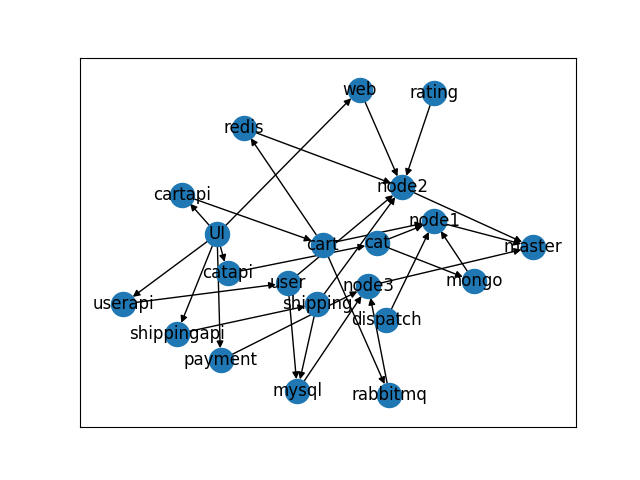 web
rating
redis
node2
cartapi
node1
UI
cart
cat
master
catapi
user
node3
mongo
userapi
shipping
dispatch
shippingapi
payment
mysql
rabbitmq